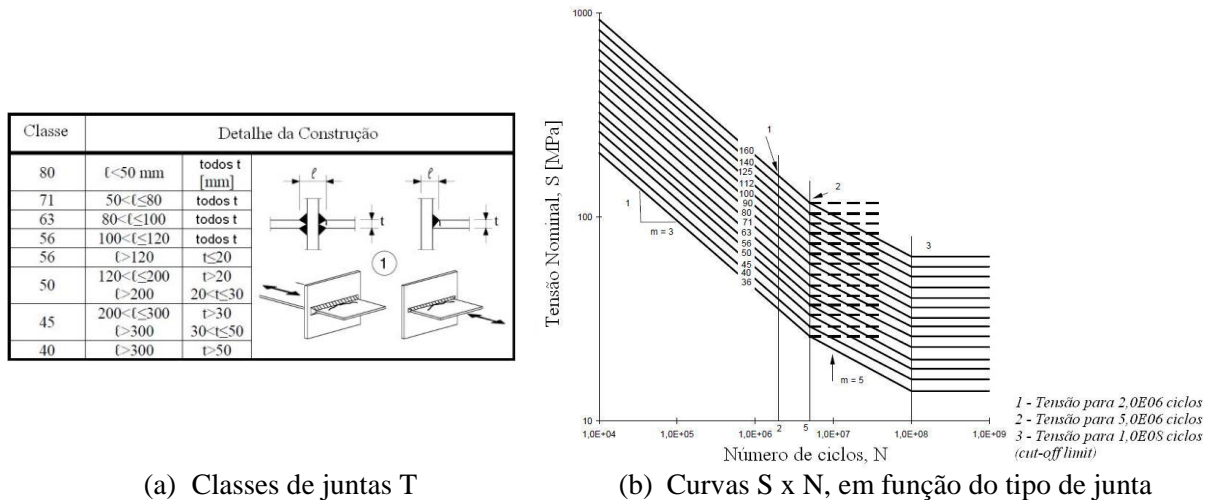 Classe Detalhe da Construção
80 ℓ<50 mm todos t [mm]
71 50<ℓ≤80 todos t
63 80<ℓ≤100 todos t
56 100<ℓ≤120 todos t
56 ℓ>120 t≤20
50 120<ℓ≤200 t>20
ℓ>200 20<t≤30
45 200<ℓ≤300 t>30
ℓ>300 30<t≤50
40 ℓ>300 t>50
ℓ ℓ
t t
1
(a) Classes de juntas T
Tensão Nominal, S [MPa]
1000
100
10
1
m = 3
160
140
125
112
100
90
80
71
63
56
50
45
40
36
1
2
3
m = 5
2 5
1,0E+04 1,0E+05 1,0E+06 1,0E+07 1,0E+08 1,0E+09
Número de ciclos, N
1 - Tensão para 2,0E06 ciclos
2 - Tensão para 5,0E06 ciclos
3 - Tensão para 1,0E08 ciclos
(cut-off limit)
(b) Curvas S x N, em função do tipo de junta